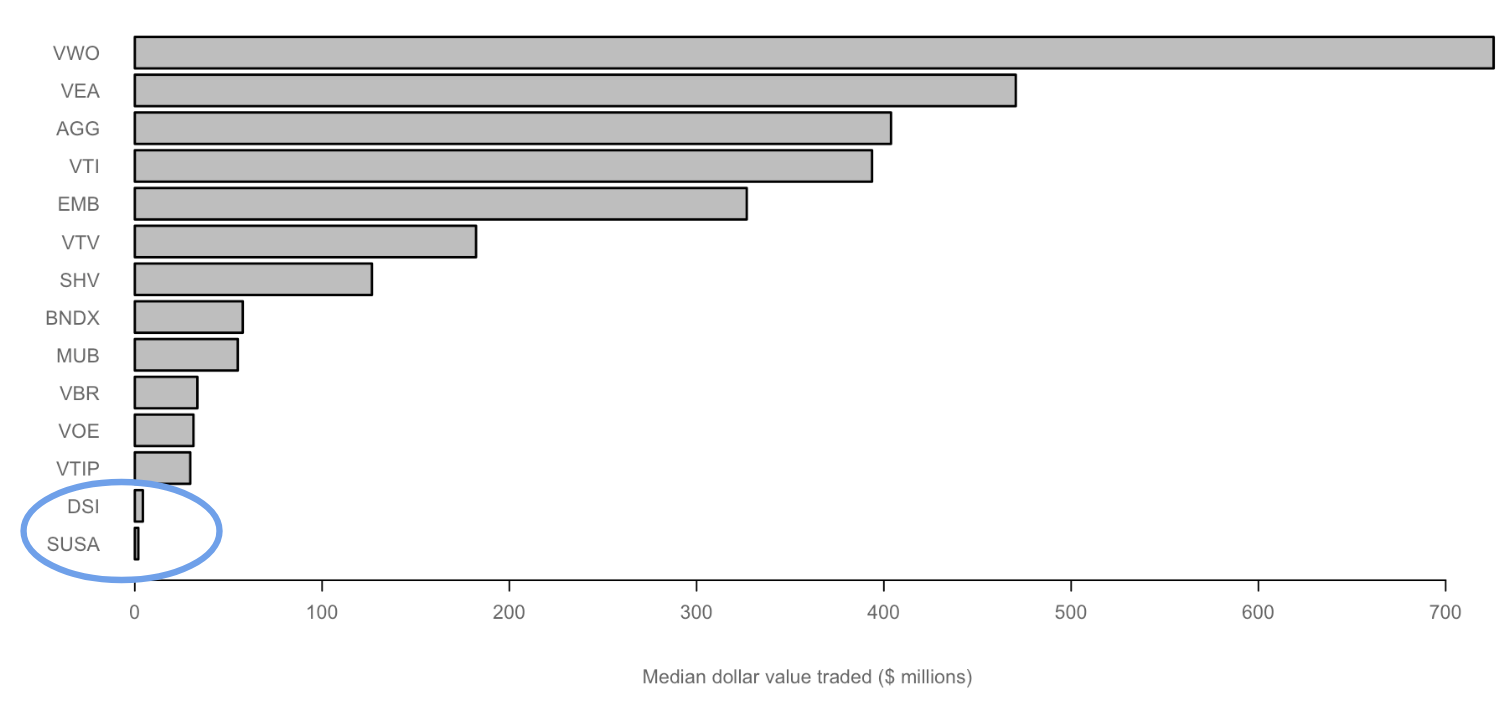 VWO
VEA
AGG
VTI
EMB
VTV
SHV
BNDX
MUB
VBR
VOE
VTIP
DSI
SUSA
0 100 200 300 400 500 600 700
Median dollar value traded ($ millions)